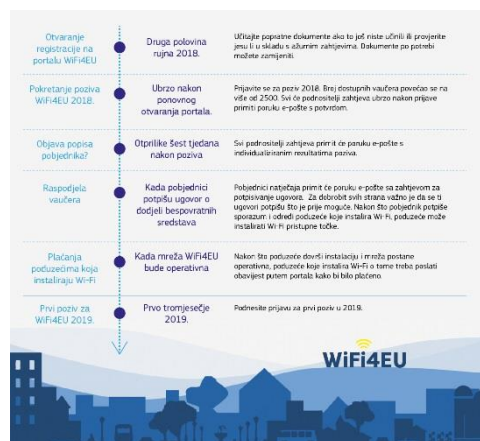 Otvaranje
registracije na
portalu WiFi4EU
Druga polovina
rujna 2018.
Učitajte popratne dokumente ako to još niste učinili ili provjerite
jesu li u skladu s ažurnim zahtjevima. Dokumente po potrebi
možete zamijeniti.
Pokretanje poziva
WiFi4EU 2018.
Ubrzo nakon
ponovnog
otvaranja portala.
Prijavite se za poziv 2018. Broj dostupnih vaučera povećao se na
više od 2500. Svi će podnositelji zahtjeva ubrzo nakon prijave
primiti poruku e-pošte s potvrdom.
Objava popisa
pobjednika?
Otprilike šest tjedana
nakon poziva
Svi podnositelji zahtjeva primit će poruku e-pošte s
individualiziranim rezultatima poziva.
Raspodjela
vaučera
Kada pobjednici
potpišu ugovor o
dodjeli bespovratnih
sredstava
Pobjednici natječaja primit će poruku e-pošte sa zahtjevom za
potpisivanje ugovora. Za dobrobit svih strana važno je da se ti
ugovori potpišu što je prije moguće. Nakon što pobjednik potpiše
sporazum i odredi poduzeće koje instalira Wi-Fi, poduzeće može
instalirati Wi-Fi pristupne točke.
Plaćanja
poduzećima koja
instaliraju Wi-Fi
Kada mreža WiFi4EU
bude operativna
Nakon što poduzeće dovrši instalaciju i mreža postane
operativna, poduzeće koje instalira Wi-Fi o tome treba poslati
obavijest putem portala kako bi bilo plaćeno.
Prvi poziv za
WiFi4EU 2019.
Prvo tromjesečje
2019.
Podnesite prijavu za prvi poziv u 2019.
WiFi4EU